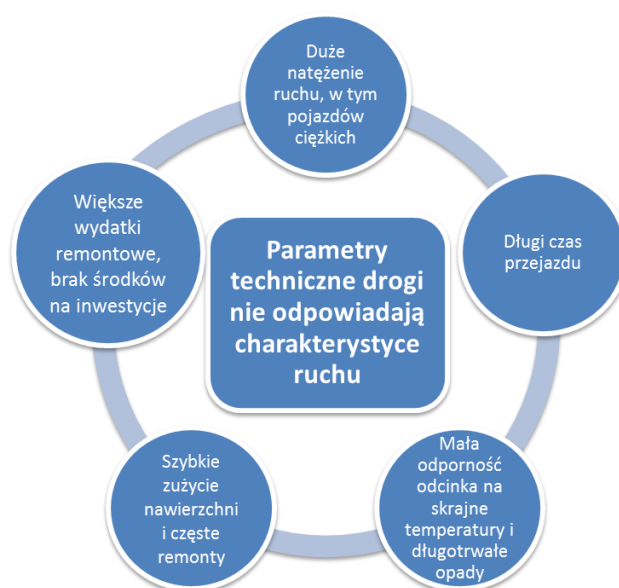 Duże
natężenie
ruchu, w tym
pojazdów
ciężkich
Długi czas
przejazdu
Mała
odporność
odcinka na
skrajne
temperatury i
długotrwałe
opady
Szybkie
zużycie
nawierzchni
i częste
remonty
Większe
wydatki
remontowe,
brak środków
na inwestycje
Parametry
techniczne drogi
nie odpowiadają
charakterystyce
ruchu